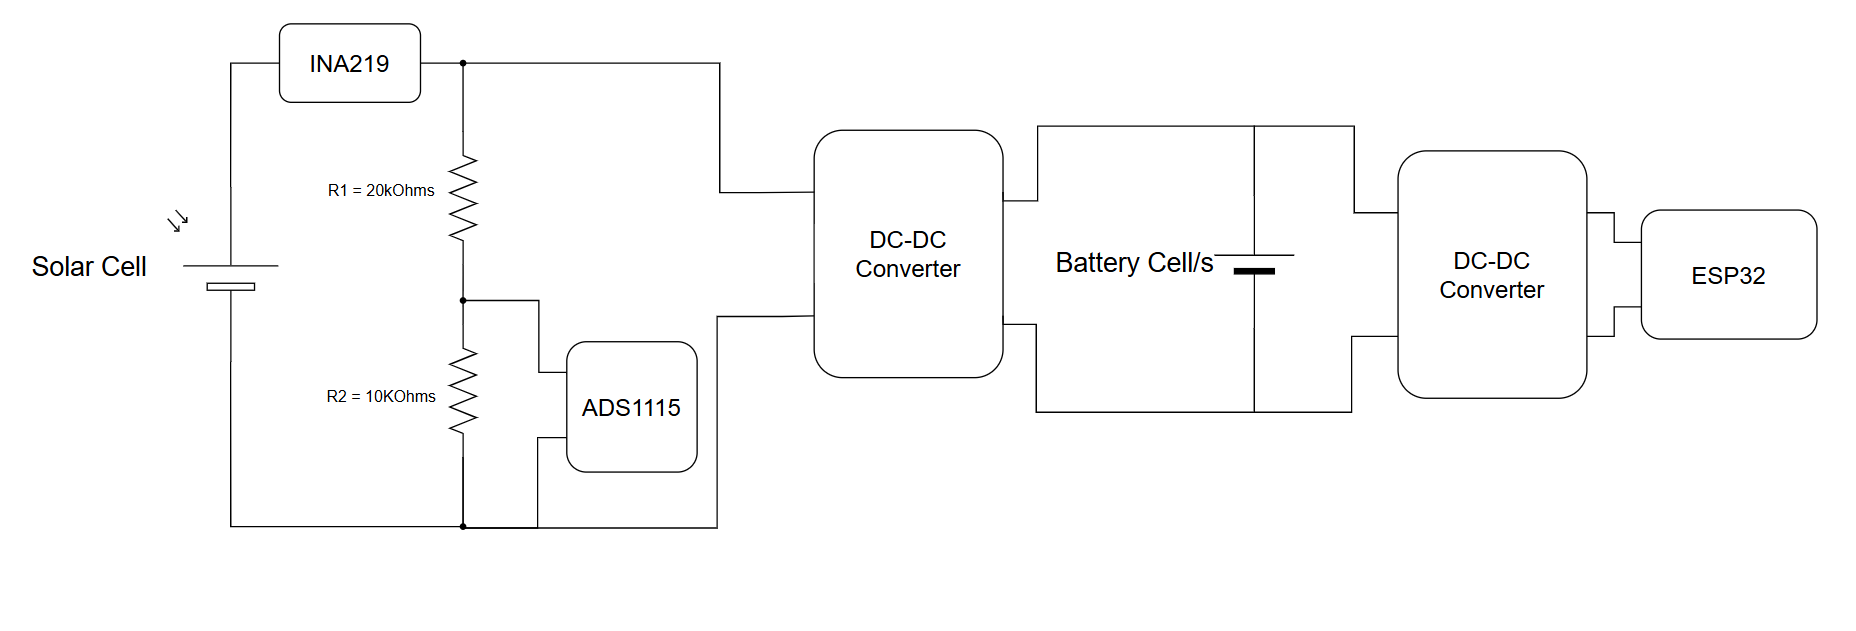 INA219
R1 = 20kOhms
Solar Cell
R2 = 10KOhms
ADS1115
DC-DC
Converter
Battery Cell/s
DC-DC
Converter
ESP32